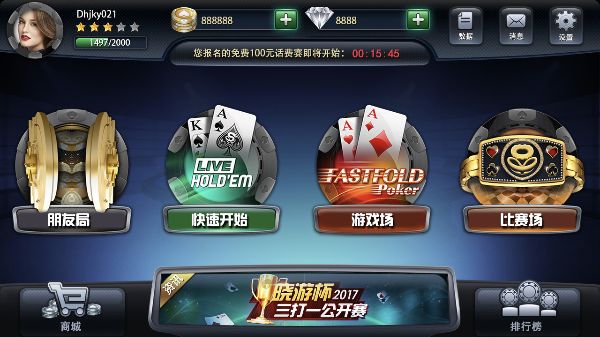 Dhjky021
1497/2000
888888
8888
数据
消息
设置
您报名的免费100元话费赛即将开始：00:15:45
K A
LIVE
HOLD'EM
A A
FASTFOLD
Poker
朋友局
快速开始
游戏场
比赛场
商城
资讯
晓游杯2017
三打一公开赛
排行榜